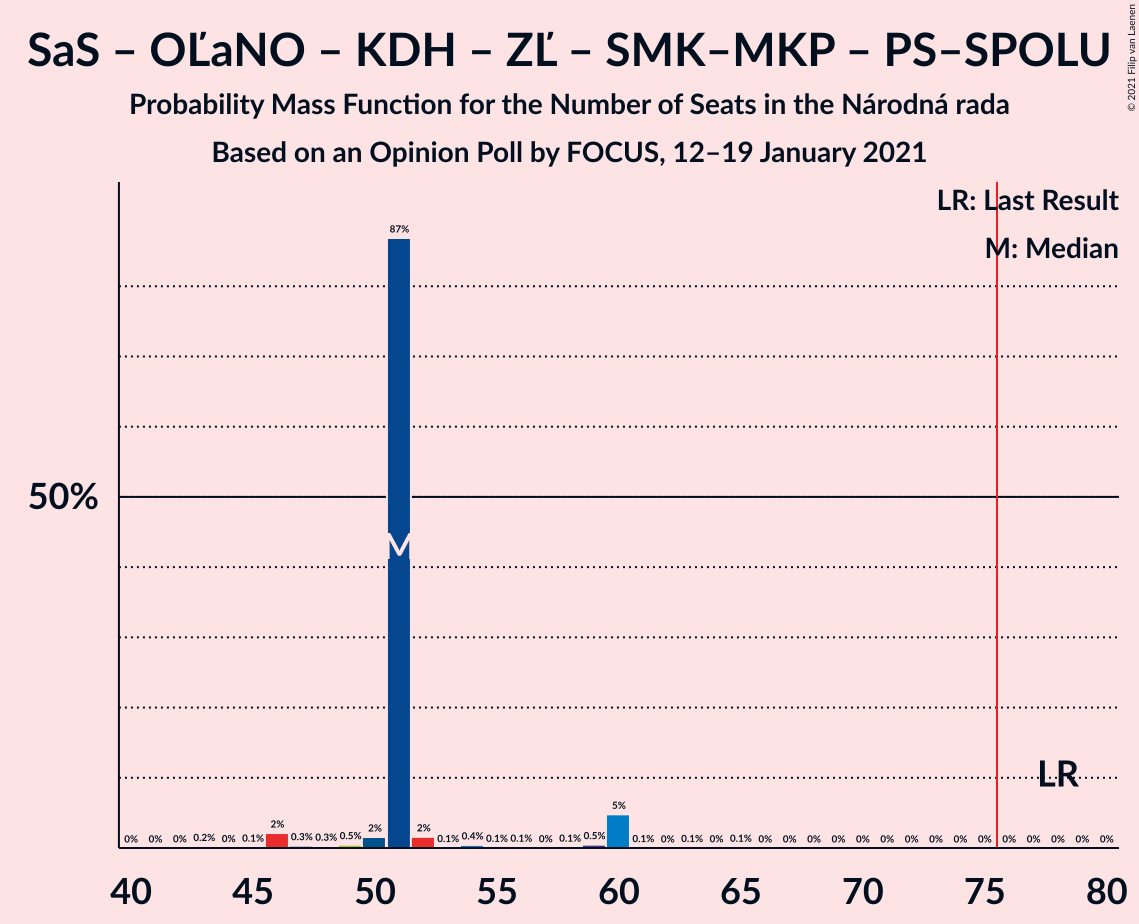 SaS – OĽaNO – KDH – ZĽ – SMK–MKP – PS–SPOLU
Probability Mass Function for the Number of Seats in the Národná rada
Based on an Opinion Poll by FOCUS, 12–19 January 2021
© 2021 Filip van Laenen
LR: Last Result
M: Median
87%
50%
M
LR
0% 0% 0% 0.2% 0% 0.1% 2% 0.3% 0.3% 0.5% 2% 2% 0.1% 0.4% 0.1% 0.1% 0% 0.1% 0.5% 5% 0.1% 0% 0.1% 0% 0.1% 0% 0% 0% 0% 0% 0% 0% 0% 0% 0% 0% 0% 0% 0% 0%
40 45 50 55 60 65 70 75 80